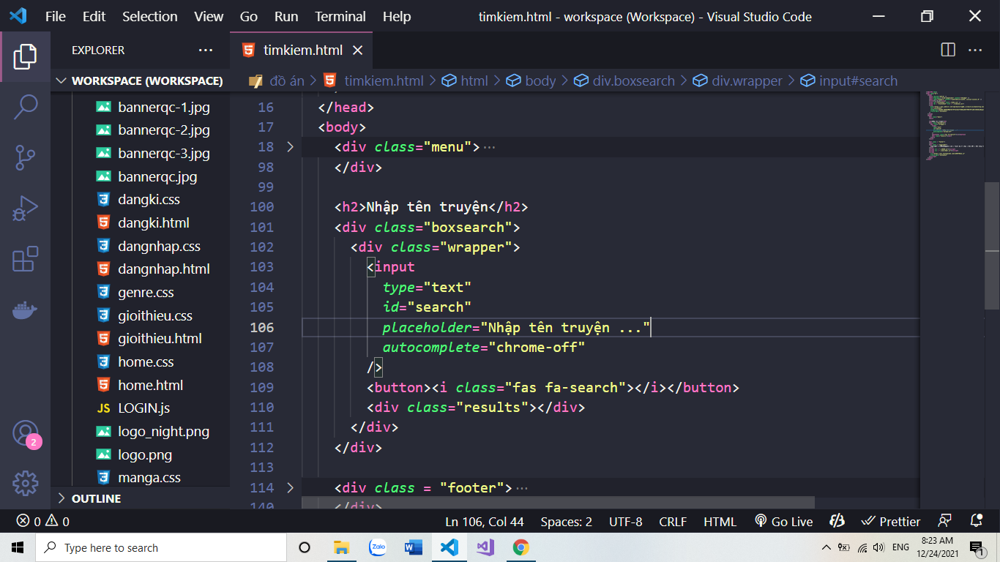 File Edit Selection View Go Run Terminal Help timkiem.html - workspace (Workspace) - Visual Studio Code
EXPLORER ··· timkiem.html
WORKSPACE (WORKSPACE) đồ án > timkiem.html > html > body > div.boxsearch > div.wrapper > input#search
bannerqc-1.jpg
bannerqc-2.jpg
bannerqc-3.jpg
bannerqc.jpg
dangki.css
dangki.html
dangnhap.css
dangnhap.html
genre.css
gioithieu.css
gioithieu.html
home.css
home.html
JS LOGIN.js
logo_night.png
logo.png
manga.css
OUTLINE
2
16 </head>
17 <body>
18 <div class="menu">···
98 </div>
99
100 <h2>Nhập tên truyện</h2>
101 <div class="boxsearch">
102 <div class="wrapper">
103 <input
104 type="text"
105 id="search"
106 placeholder="Nhập tên truyện ..."
107 autocomplete="chrome-off"
108 />
109 <button><i class="fas fa-search"></i></button>
110 <div class="results"></div>
111 </div>
112 </div>
113
114 <div class = "footer">···
140 </div>
0 0 Ln 106, Col 44 Spaces: 2 UTF-8 CRLF HTML Go Live Prettier
Type here to search Zalo ENG 8:23 AM
12/24/2021 1